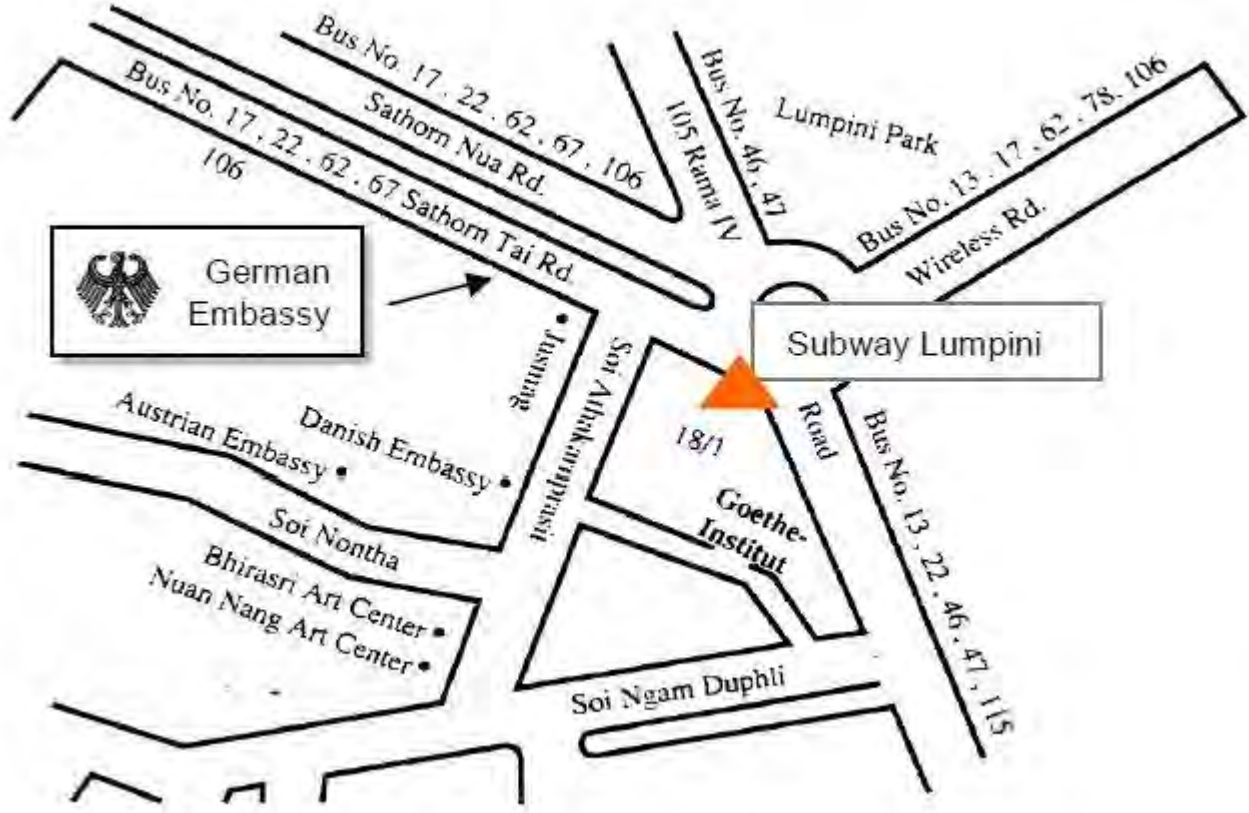 Bus No. 17 . 22 . 62 . 67 . 106
Sathorn Nua Rd.
Bus No. 17 . 22 . 62 . 67 Sathorn Tai Rd.
106
105 Rama IV
Bus No. 46 . 47
Lumpini Park
Bus No. 13 . 17 . 62 . 78. 106
Wireless Rd.
German
Embassy
Subway Lumpini
Jusmag
Soi Athakarnprasit
18/1
Road
Bus No. 13 . 22 . 46 . 47 , 115
Austrian Embassy
Danish Embassy
Goethe-
Institut
Soi Nontha
Bhirasri Art Center
Nuan Nang Art Center
Soi Ngam Duphli